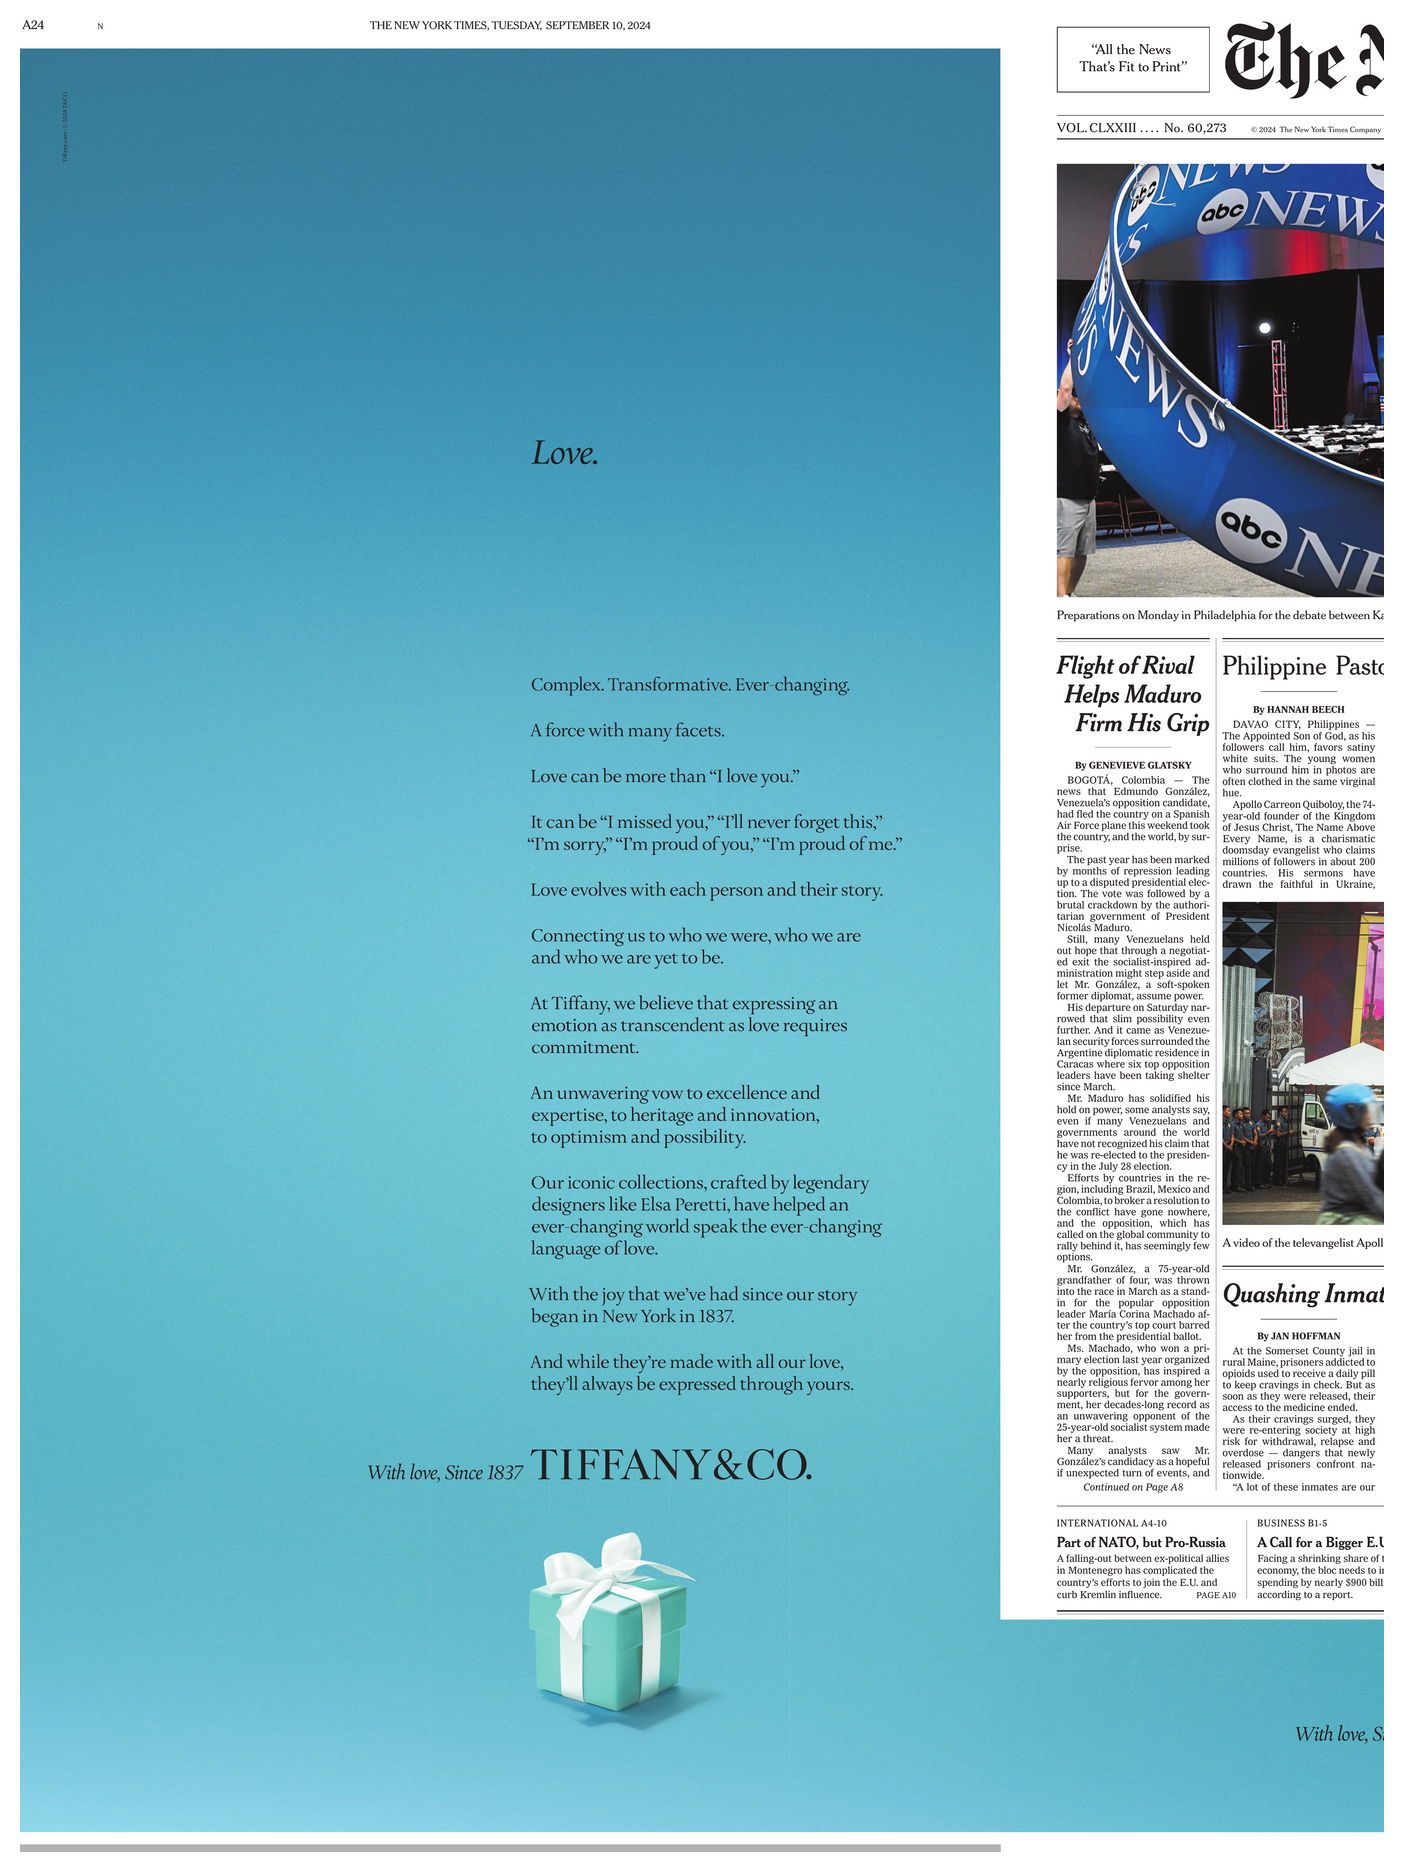 A24
N
THE NEW YORK TIMES, TUESDAY, SEPTEMBER 10, 2024
Tiffany.com | © 2024 T&CO.
Love.
Complex. Transformative. Ever-changing.
A force with many facets.
Love can be more than “I love you.”
It can be “I missed you,” “I’ll never forget this,”
“I’m sorry,” “I’m proud of you,” “I’m proud of me.”
Love evolves with each person and their story.
Connecting us to who we were, who we are
and who we are yet to be.
At Tiffany, we believe that expressing an
emotion as transcendent as love requires
commitment.
An unwavering vow to excellence and
expertise, to heritage and innovation,
to optimism and possibility.
Our iconic collections, crafted by legendary
designers like Elsa Peretti, have helped an
ever-changing world speak the ever-changing
language of love.
With the joy that we’ve had since our story
began in New York in 1837.
And while they’re made with all our love,
they’ll always be expressed through yours.
With love, Since 1837 TIFFANY & CO.
“All the News
That’s Fit to Print”
The N
VOL. CLXXIII .... No. 60,273
© 2024 The New York Times Company
abc NEWS
abc NEWS
NEWS
abc NE
Preparations on Monday in Philadelphia for the debate between Ka
Flight of Rival
Helps Maduro
Firm His Grip
By GENEVIEVE GLATSKY
BOGOTÁ, Colombia — The
news that Edmundo González,
Venezuela’s opposition candidate,
had fled the country on a Spanish
Air Force plane this weekend took
the country, and the world, by sur-
prise.
The past year has been marked
by months of repression leading
up to a disputed presidential elec-
tion. The vote was followed by a
brutal crackdown by the authori-
tarian government of President
Nicolás Maduro.
Still, many Venezuelans held
out hope that through a negotiat-
ed exit the socialist-inspired ad-
ministration might step aside and
let Mr. González, a soft-spoken
former diplomat, assume power.
His departure on Saturday nar-
rowed that slim possibility even
further. And it came as Venezue-
lan security forces surrounded the
Argentine diplomatic residence in
Caracas where six top opposition
leaders have been taking shelter
since March.
Mr. Maduro has solidified his
hold on power, some analysts say,
even if many Venezuelans and
governments around the world
have not recognized his claim that
he was re-elected to the presiden-
cy in the July 28 election.
Efforts by countries in the re-
gion, including Brazil, Mexico and
Colombia, to broker a resolution to
the conflict have gone nowhere,
and the opposition, which has
called on the global community to
rally behind it, has seemingly few
options.
Mr. González, a 75-year-old
grandfather of four, was thrown
into the race in March as a stand-
in for the popular opposition
leader María Corina Machado af-
ter the country’s top court barred
her from the presidential ballot.
Ms. Machado, who won a pri-
mary election last year organized
by the opposition, has inspired a
nearly religious fervor among her
supporters, but for the govern-
ment, her decades-long record as
an unwavering opponent of the
25-year-old socialist system made
her a threat.
Many analysts saw Mr.
González’s candidacy as a hopeful
if unexpected turn of events, and
Continued on Page A8
Philippine Pasto
By HANNAH BEECH
DAVAO CITY, Philippines —
The Appointed Son of God, as his
followers call him, favors satiny
white suits. The young women
who surround him in photos are
often clothed in the same virginal
hue.
Apollo Carreon Quiboloy, the 74-
year-old founder of the Kingdom
of Jesus Christ, The Name Above
Every Name, is a charismatic
doomsday evangelist who claims
millions of followers in about 200
countries. His sermons have
drawn the faithful in Ukraine,
A video of the televangelist Apoll
Quashing Inmat
By JAN HOFFMAN
At the Somerset County jail in
rural Maine, prisoners addicted to
opioids used to receive a daily pill
to keep cravings in check. But as
soon as they were released, their
access to the medicine ended.
As their cravings surged, they
were re-entering society at high
risk for withdrawal, relapse and
overdose — dangers that newly
released prisoners confront na-
tionwide.
“A lot of these inmates are our
INTERNATIONAL A4-10
Part of NATO, but Pro-Russia
A falling-out between ex-political allies
in Montenegro has complicated the
country’s efforts to join the E.U. and
curb Kremlin influence. PAGE A10
BUSINESS B1-5
A Call for a Bigger E.U
Facing a shrinking share of t
economy, the bloc needs to in
spending by nearly $900 billi
according to a report.
With love, Si